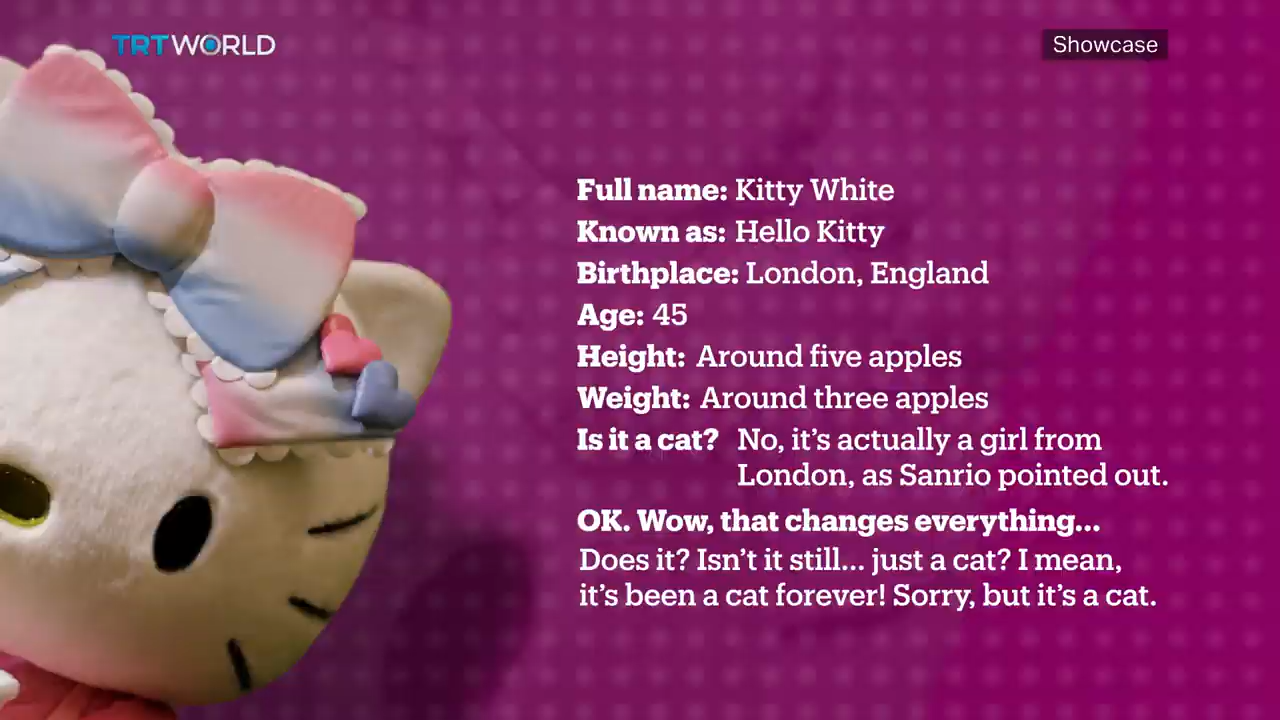 TRT WORLD
Showcase
Full name: Kitty White
Known as: Hello Kitty
Birthplace: London, England
Age: 45
Height: Around five apples
Weight: Around three apples
Is it a cat? No, it's actually a girl from
London, as Sanrio pointed out.
OK. Wow, that changes everything...
Does it? Isn't it still... just a cat? I mean,
it's been a cat forever! Sorry, but it's a cat.